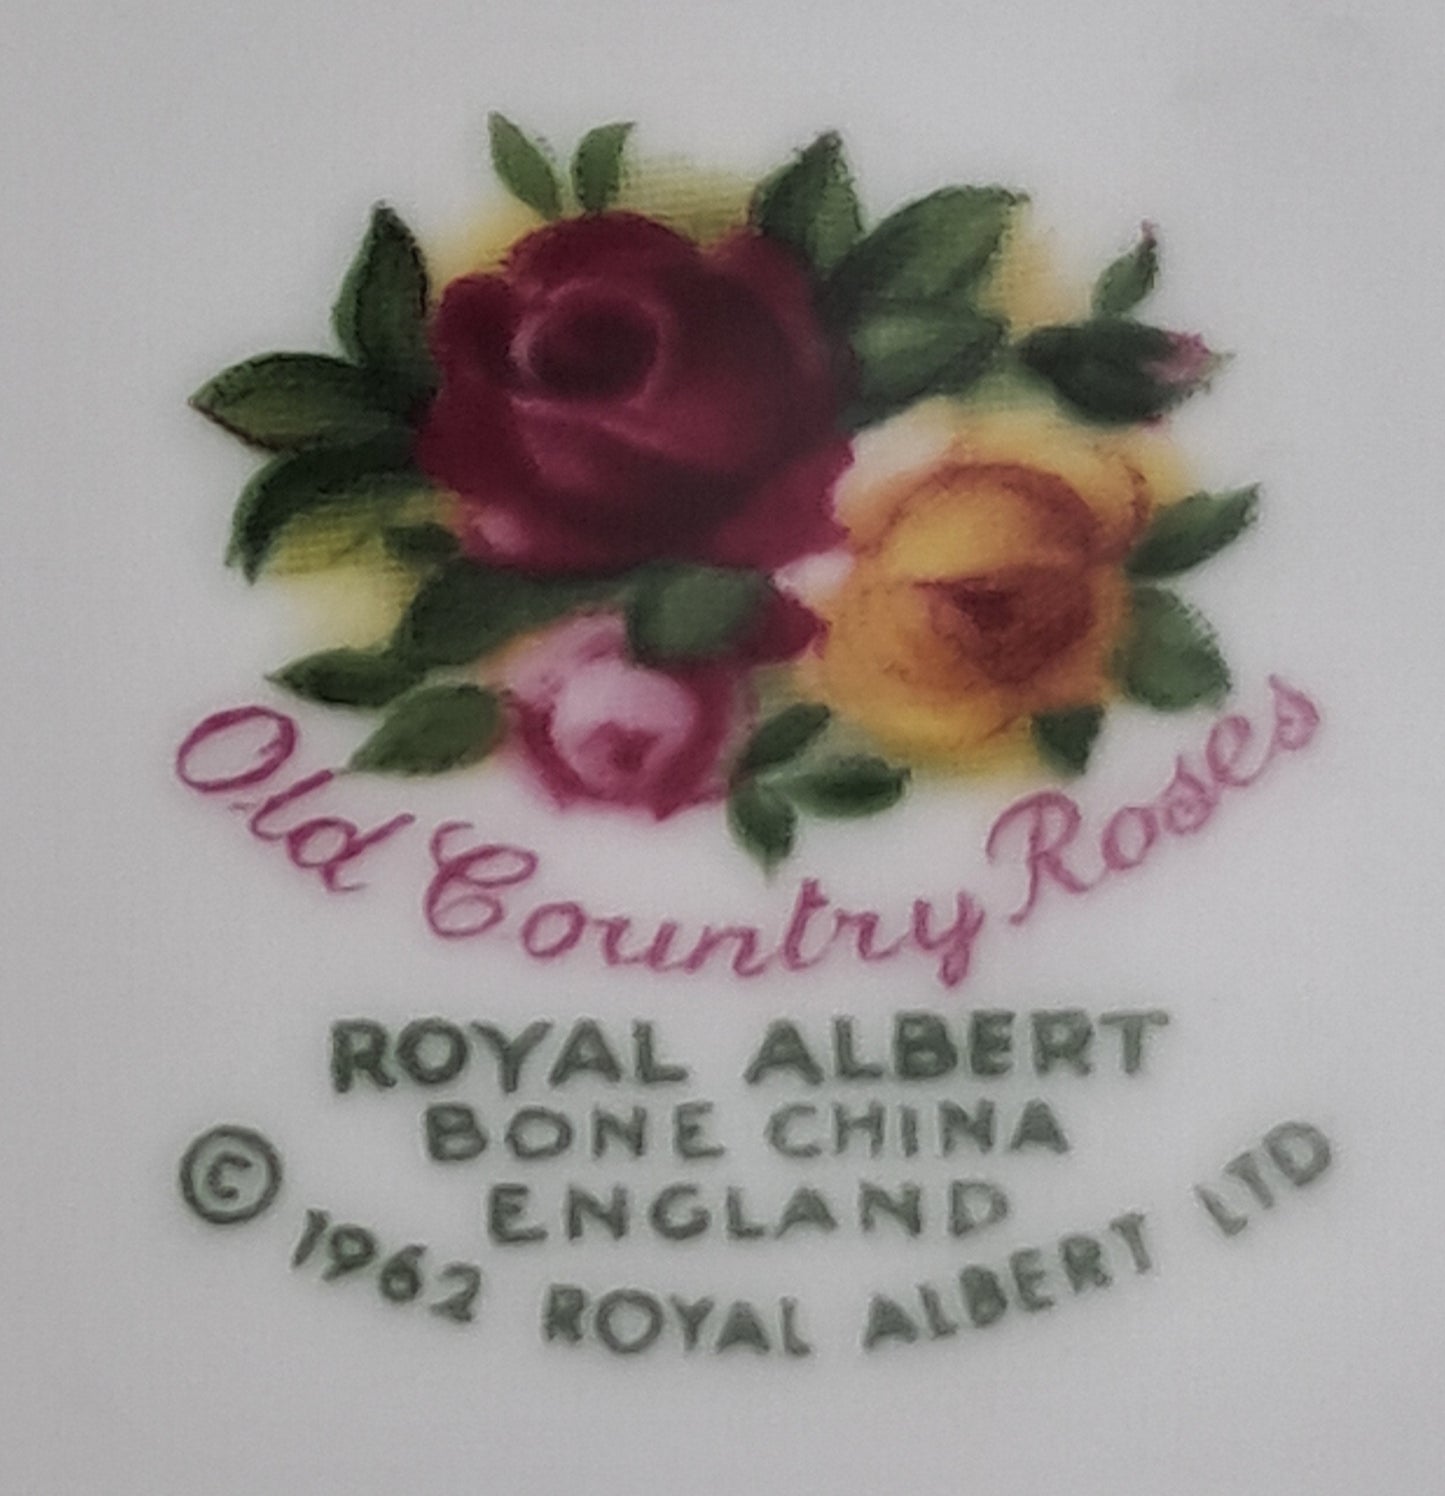 Old Country Roses
ROYAL ALBERT
BONE CHINA
ENGLAND
© 1962 ROYAL ALBERT LTD